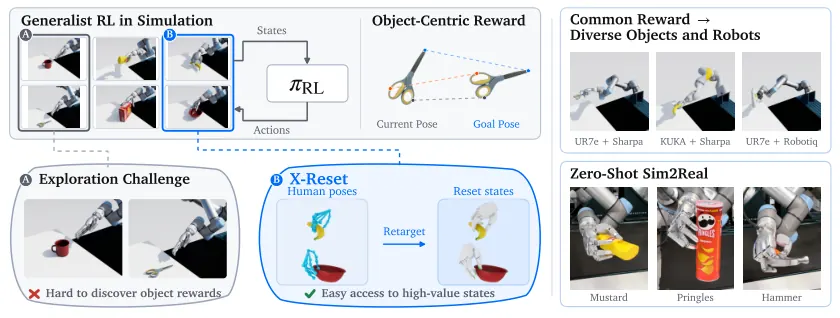 Generalist RL in Simulation
A
B
States
πRL
Actions
Object-Centric Reward
Current Pose
Goal Pose
A Exploration Challenge
Hard to discover object rewards
B X-Reset
Human poses
Reset states
Retarget
Easy access to high-value states
Common Reward →
Diverse Objects and Robots
UR7e + Sharpa
KUKA + Sharpa
UR7e + Robotiq
Zero-Shot Sim2Real
PRINGLES
Mustard
Pringles
Hammer